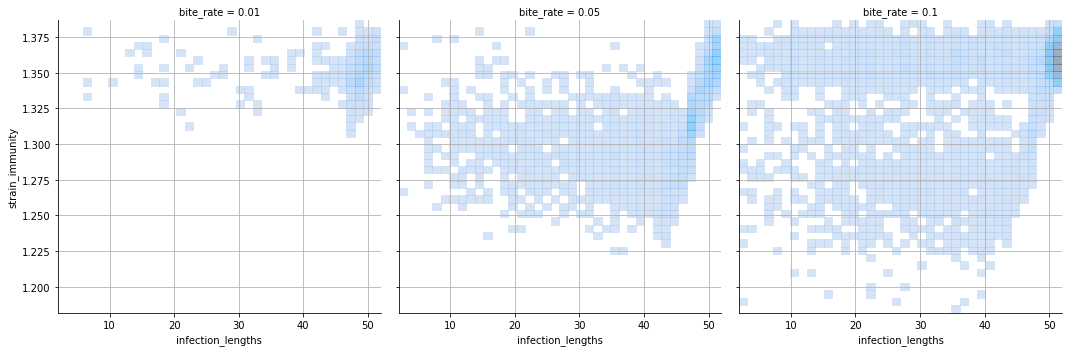 bite_rate = 0.01
bite_rate = 0.05
bite_rate = 0.1
strain_immunity
1.375
1.350
1.325
1.300
1.275
1.250
1.225
1.200
10 20 30 40 50
10 20 30 40 50
10 20 30 40 50
infection_lengths
infection_lengths
infection_lengths